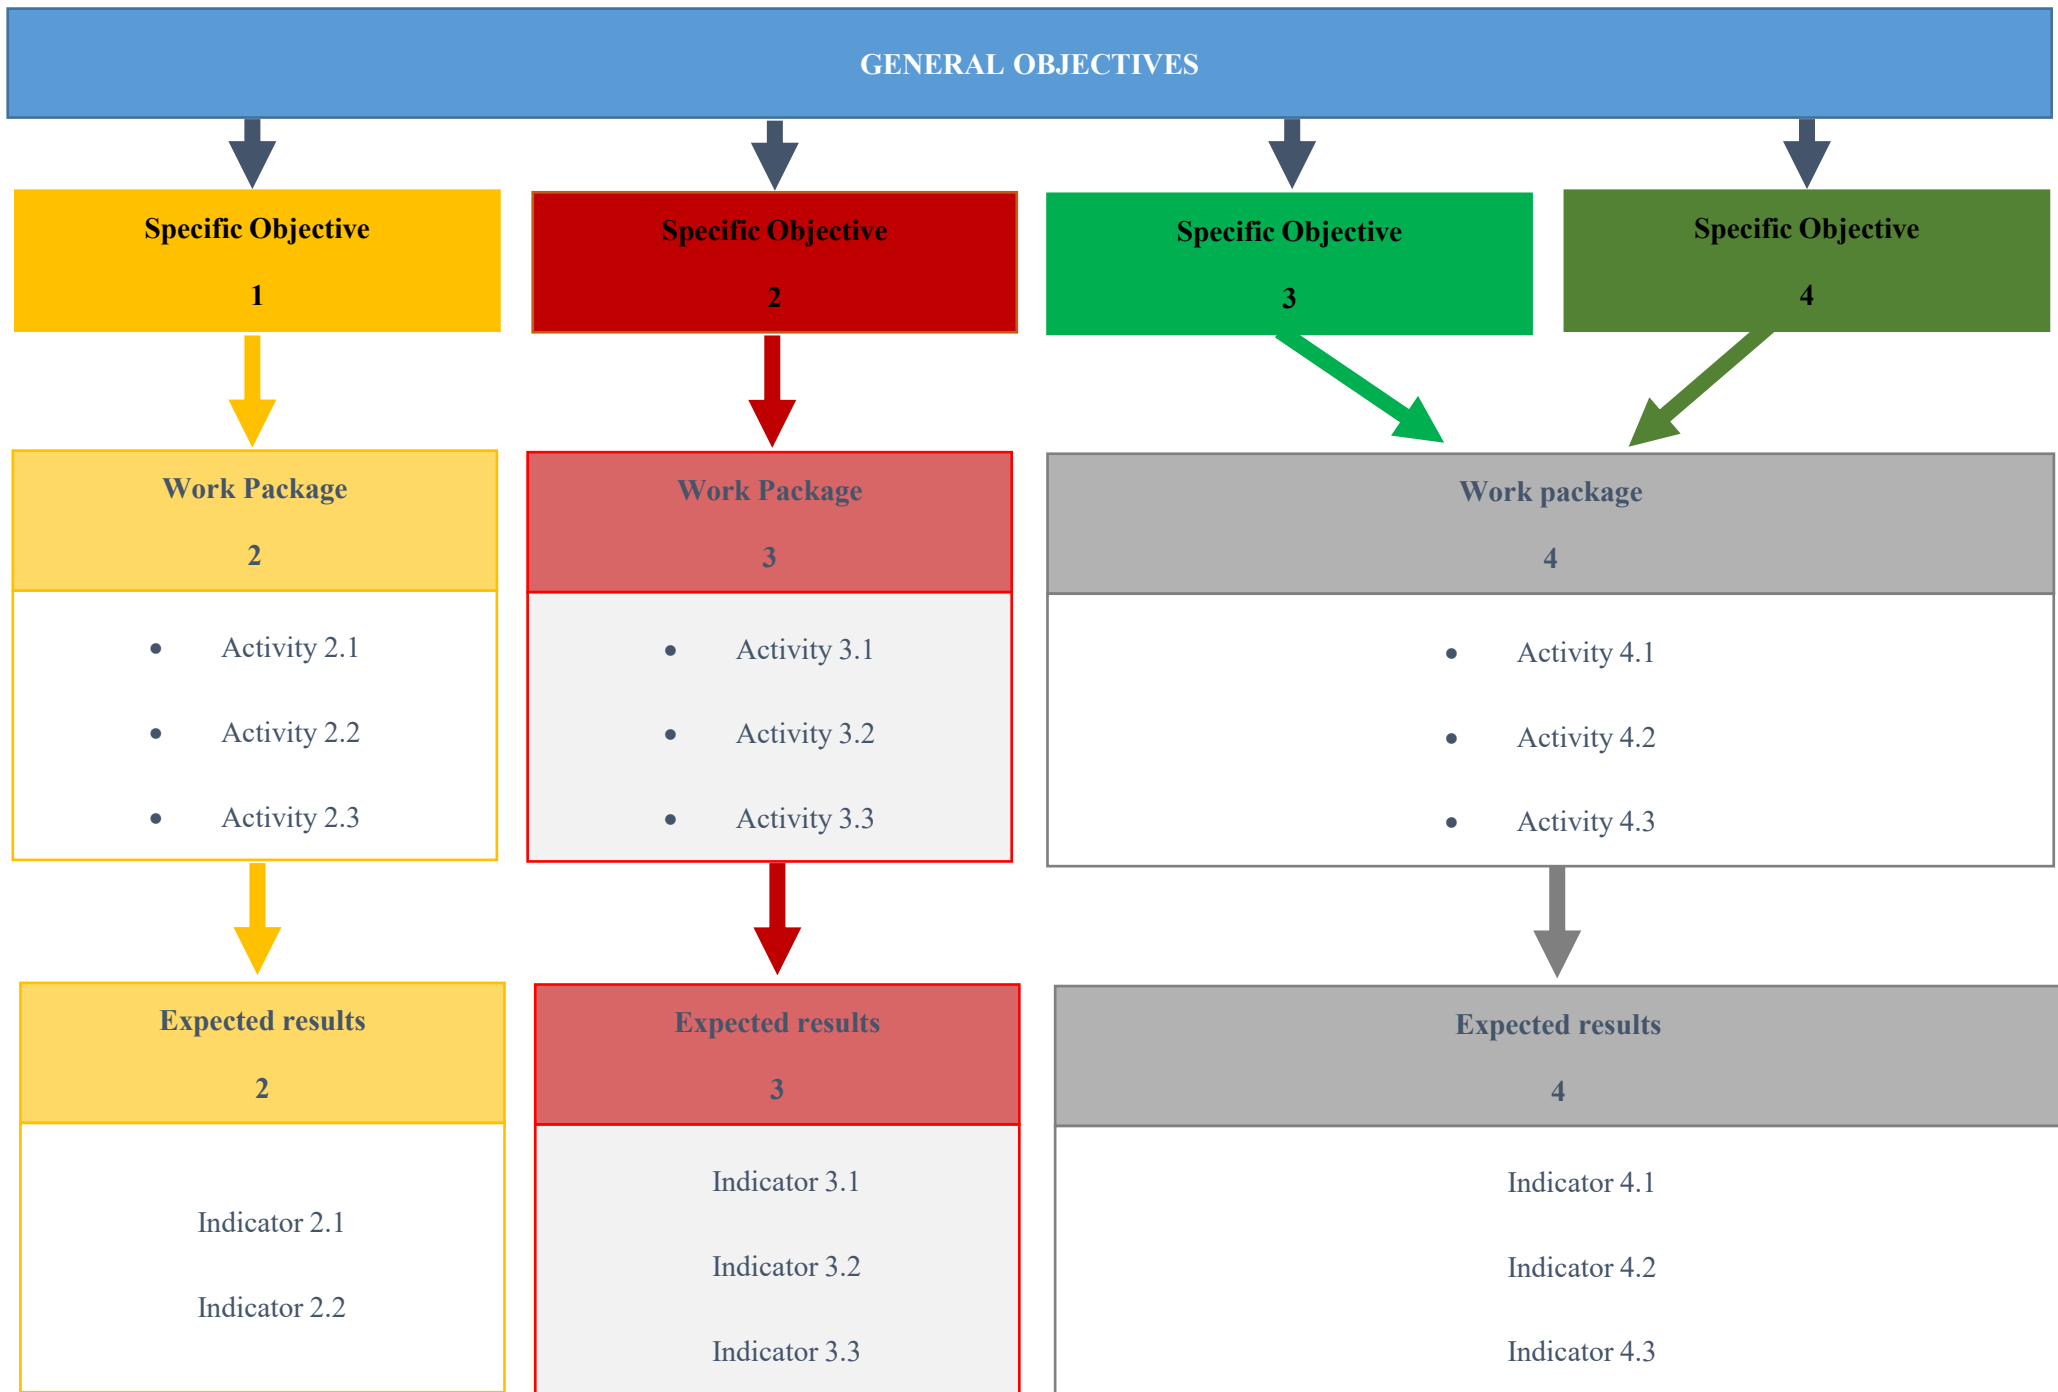 GENERAL OBJECTIVES
Specific Objective
1
Specific Objective
2
Specific Objective
3
Specific Objective
4
Work Package
2
• Activity 2.1
• Activity 2.2
• Activity 2.3
Work Package
3
• Activity 3.1
• Activity 3.2
• Activity 3.3
Work package
4
• Activity 4.1
• Activity 4.2
• Activity 4.3
Expected results
2
Indicator 2.1
Indicator 2.2
Expected results
3
Indicator 3.1
Indicator 3.2
Indicator 3.3
Expected results
4
Indicator 4.1
Indicator 4.2
Indicator 4.3